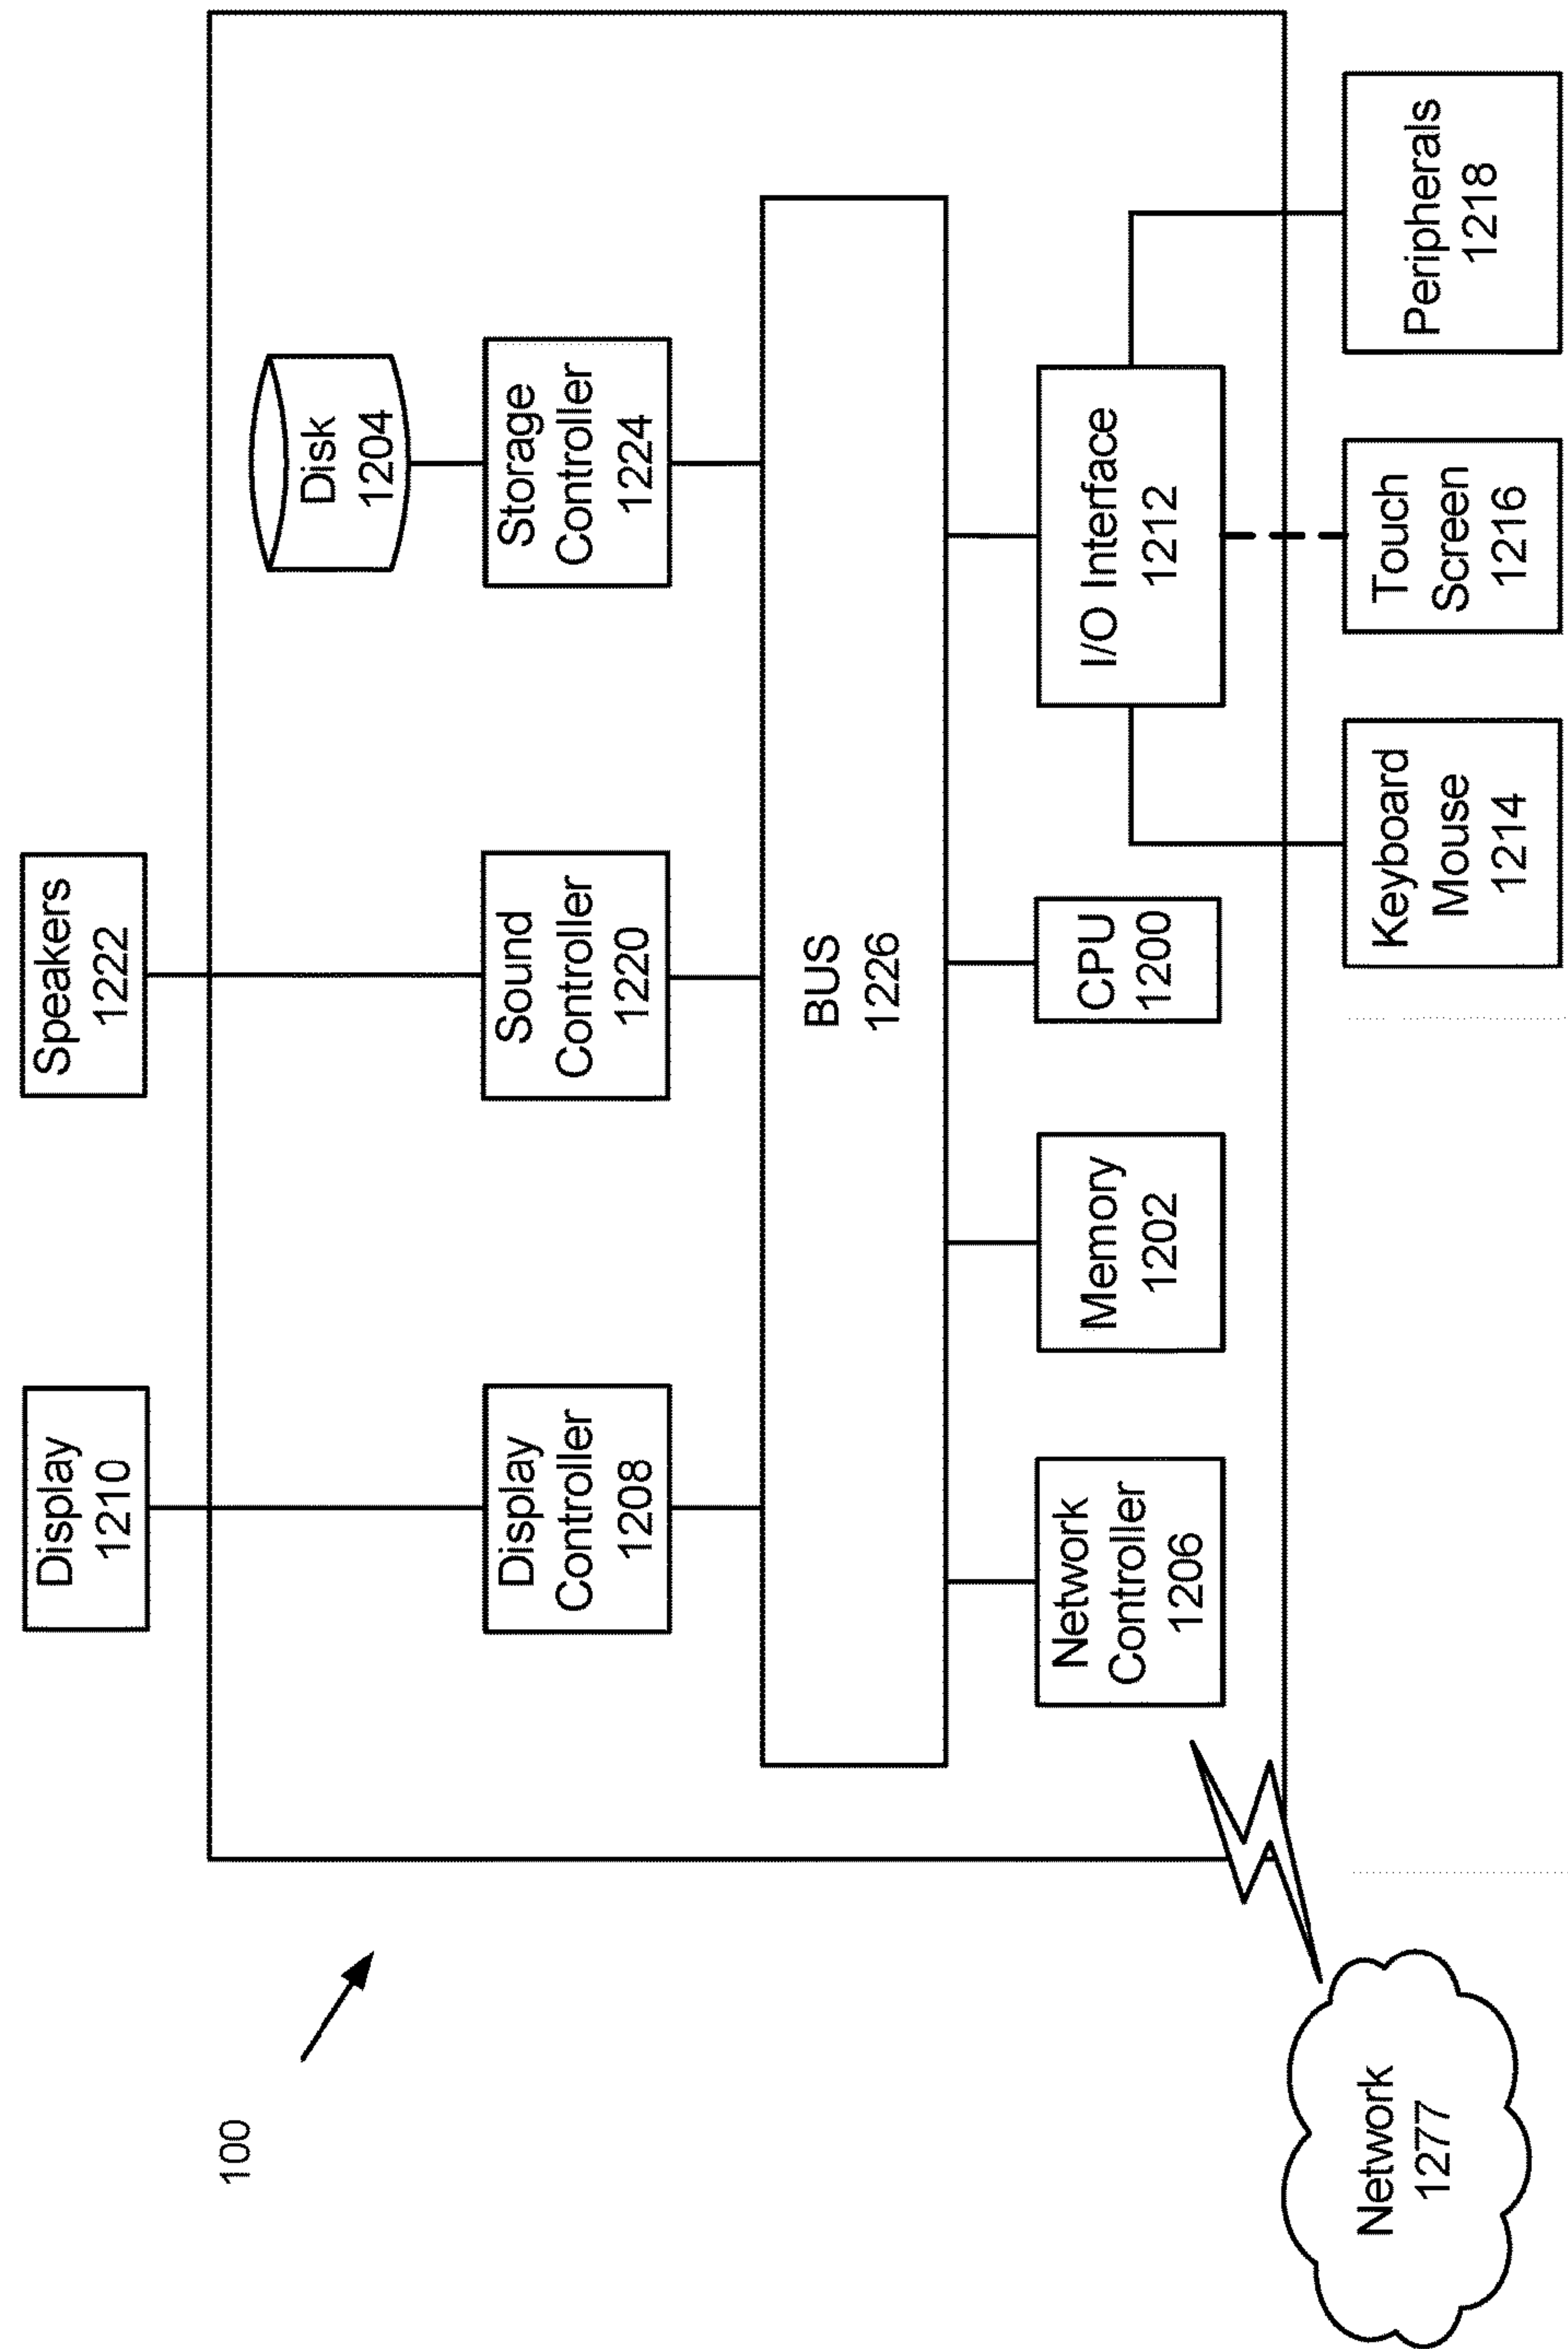 100
Display
1210
Speakers
1222
Disk
1204
Display
Controller
1208
Sound
Controller
1220
Storage
Controller
1224
BUS
1226
Network
Controller
1206
Memory
1202
CPU
1200
I/O Interface
1212
Network
1277
Keyboard
Mouse
1214
Touch
Screen
1216
Peripherals
1218